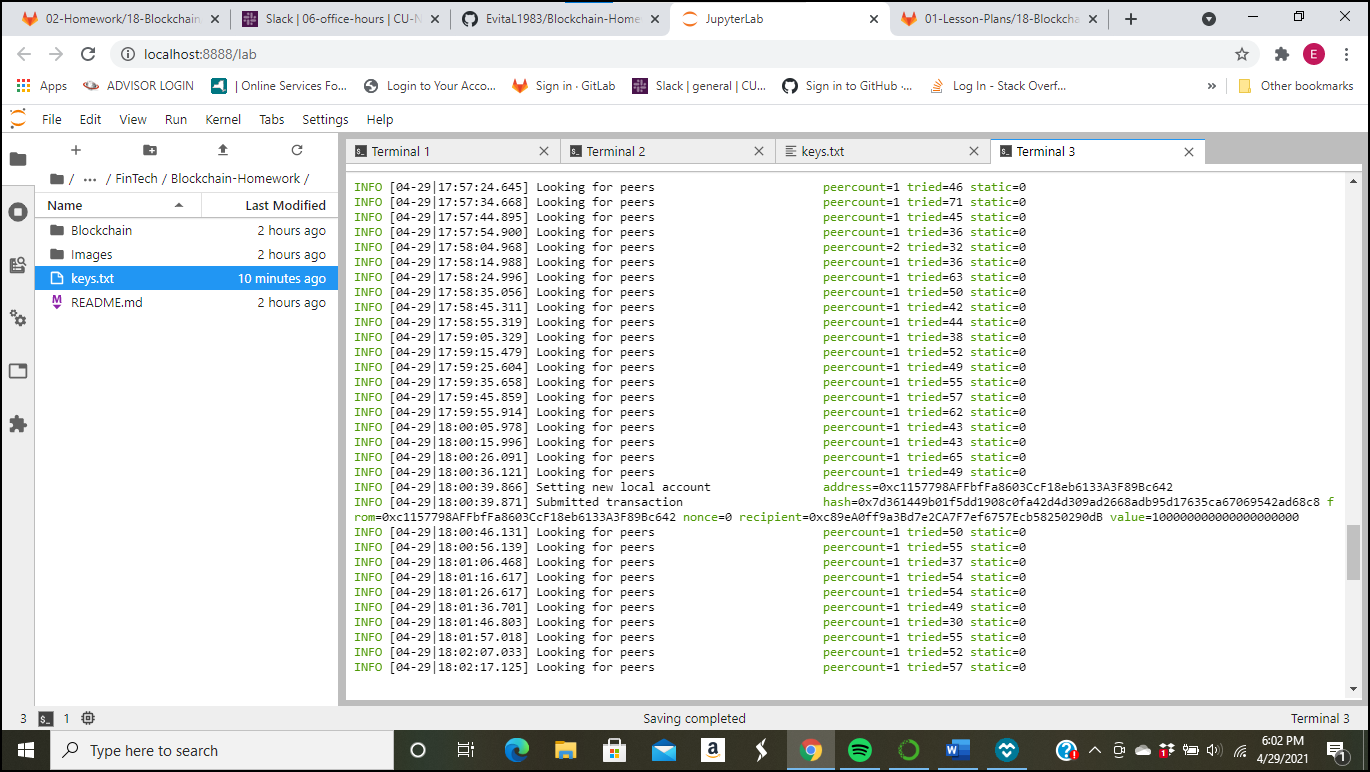 02-Homework/18-Blockchain
Slack | 06-office-hours | CU-N
EvitaL1983/Blockchain-Home
JupyterLab
01-Lesson-Plans/18-Blockcha
localhost:8888/lab
E
Apps
ADVISOR LOGIN
| Online Services Fo...
Login to Your Acco...
Sign in · GitLab
Slack | general | CU...
Sign in to GitHub ·...
Log In - Stack Overf...
»
Other bookmarks
File Edit View Run Kernel Tabs Settings Help
Terminal 1
Terminal 2
keys.txt
Terminal 3
/ ··· / FinTech / Blockchain-Homework /
Name Last Modified
Blockchain 2 hours ago
Images 2 hours ago
keys.txt 10 minutes ago
README.md 2 hours ago
INFO [04-29|17:57:24.645] Looking for peers peercount=1 tried=46 static=0
INFO [04-29|17:57:34.668] Looking for peers peercount=1 tried=71 static=0
INFO [04-29|17:57:44.895] Looking for peers peercount=1 tried=45 static=0
INFO [04-29|17:57:54.900] Looking for peers peercount=1 tried=36 static=0
INFO [04-29|17:58:04.968] Looking for peers peercount=2 tried=32 static=0
INFO [04-29|17:58:14.988] Looking for peers peercount=1 tried=36 static=0
INFO [04-29|17:58:24.996] Looking for peers peercount=1 tried=63 static=0
INFO [04-29|17:58:35.056] Looking for peers peercount=1 tried=50 static=0
INFO [04-29|17:58:45.311] Looking for peers peercount=1 tried=42 static=0
INFO [04-29|17:58:55.319] Looking for peers peercount=1 tried=44 static=0
INFO [04-29|17:59:05.329] Looking for peers peercount=1 tried=38 static=0
INFO [04-29|17:59:15.479] Looking for peers peercount=1 tried=52 static=0
INFO [04-29|17:59:25.604] Looking for peers peercount=1 tried=49 static=0
INFO [04-29|17:59:35.658] Looking for peers peercount=1 tried=55 static=0
INFO [04-29|17:59:45.859] Looking for peers peercount=1 tried=57 static=0
INFO [04-29|17:59:55.914] Looking for peers peercount=1 tried=62 static=0
INFO [04-29|18:00:05.978] Looking for peers peercount=1 tried=43 static=0
INFO [04-29|18:00:15.996] Looking for peers peercount=1 tried=43 static=0
INFO [04-29|18:00:26.091] Looking for peers peercount=1 tried=65 static=0
INFO [04-29|18:00:36.121] Looking for peers peercount=1 tried=49 static=0
INFO [04-29|18:00:39.866] Setting new local account address=0xc1157798AFFbfFa8603CcF18eb6133A3F89Bc642
INFO [04-29|18:00:39.871] Submitted transaction hash=0x7d361449b01f5dd1908c0fa42d4d309ad2668adb95d17635ca67069542ad68c8 f
rom=0xc1157798AFFbfFa8603CcF18eb6133A3F89Bc642 nonce=0 recipient=0xc89eA0ff9a3Bd7e2CA7F7ef6757Ecb58250290dB value=100000000000000000000
INFO [04-29|18:00:46.131] Looking for peers peercount=1 tried=50 static=0
INFO [04-29|18:00:56.139] Looking for peers peercount=1 tried=55 static=0
INFO [04-29|18:01:06.468] Looking for peers peercount=1 tried=37 static=0
INFO [04-29|18:01:16.617] Looking for peers peercount=1 tried=54 static=0
INFO [04-29|18:01:26.617] Looking for peers peercount=1 tried=54 static=0
INFO [04-29|18:01:36.701] Looking for peers peercount=1 tried=49 static=0
INFO [04-29|18:01:46.803] Looking for peers peercount=1 tried=30 static=0
INFO [04-29|18:01:57.018] Looking for peers peercount=1 tried=55 static=0
INFO [04-29|18:02:07.033] Looking for peers peercount=1 tried=52 static=0
INFO [04-29|18:02:17.125] Looking for peers peercount=1 tried=57 static=0
3 1 Saving completed Terminal 3
Type here to search
6:02 PM
4/29/2021
1